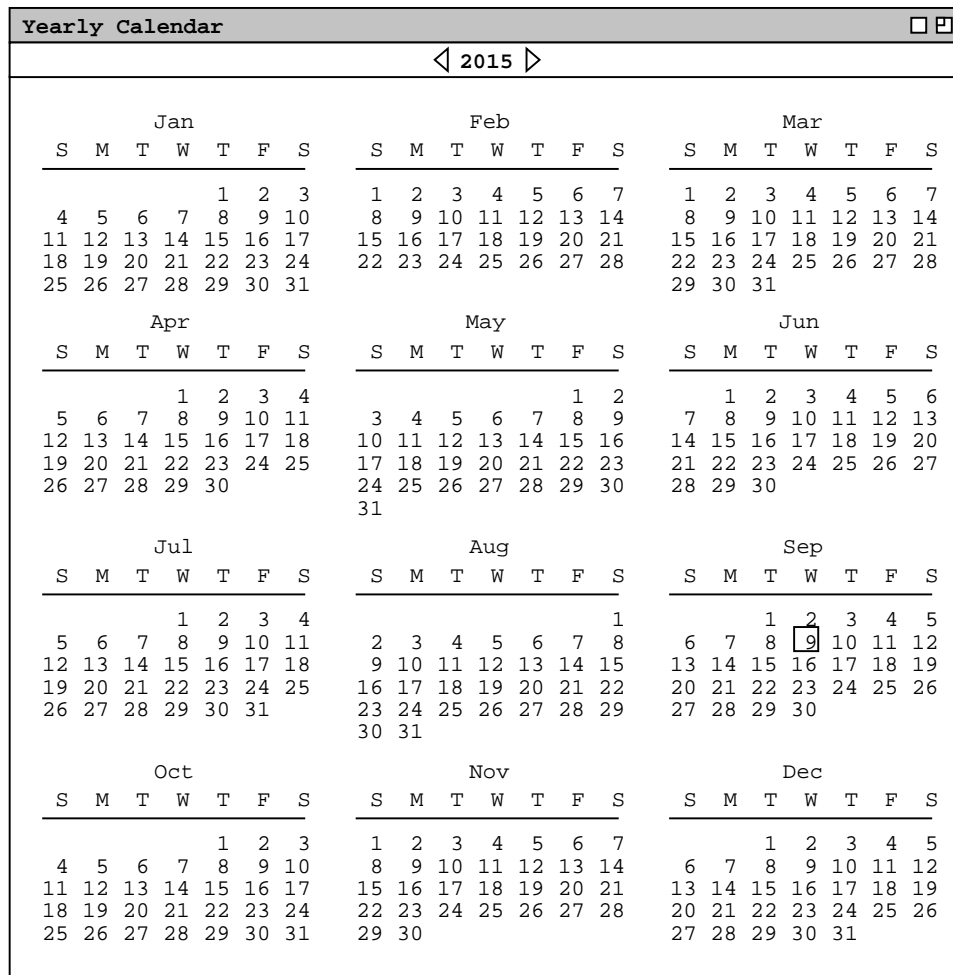 Yearly Calendar
2015
Jan Feb Mar
S M T W T F S S M T W T F S S M T W T F S
1 2 3 1 2 3 4 5 6 7 1 2 3 4 5 6 7
4 5 6 7 8 9 10 8 9 10 11 12 13 14 8 9 10 11 12 13 14
11 12 13 14 15 16 17 15 16 17 18 19 20 21 15 16 17 18 19 20 21
18 19 20 21 22 23 24 22 23 24 25 26 27 28 22 23 24 25 26 27 28
25 26 27 28 29 30 31 29 30 31
Apr May Jun
S M T W T F S S M T W T F S S M T W T F S
1 2 3 4 1 2 1 2 3 4 5 6
5 6 7 8 9 10 11 3 4 5 6 7 8 9 7 8 9 10 11 12 13
12 13 14 15 16 17 18 10 11 12 13 14 15 16 14 15 16 17 18 19 20
19 20 21 22 23 24 25 17 18 19 20 21 22 23 21 22 23 24 25 26 27
26 27 28 29 30 24 25 26 27 28 29 30 28 29 30
31
Jul Aug Sep
S M T W T F S S M T W T F S S M T W T F S
1 2 3 4 1 1 2 3 4 5
5 6 7 8 9 10 11 2 3 4 5 6 7 8 6 7 8 9 10 11 12
12 13 14 15 16 17 18 9 10 11 12 13 14 15 13 14 15 16 17 18 19
19 20 21 22 23 24 25 16 17 18 19 20 21 22 20 21 22 23 24 25 26
26 27 28 29 30 31 23 24 25 26 27 28 29 27 28 29 30
30 31
Oct Nov Dec
S M T W T F S S M T W T F S S M T W T F S
1 2 3 1 2 3 4 5 6 7 1 2 3 4 5
4 5 6 7 8 9 10 8 9 10 11 12 13 14 6 7 8 9 10 11 12
11 12 13 14 15 16 17 15 16 17 18 19 20 21 13 14 15 16 17 18 19
18 19 20 21 22 23 24 22 23 24 25 26 27 28 20 21 22 23 24 25 26
25 26 27 28 29 30 31 29 30 27 28 29 30 31